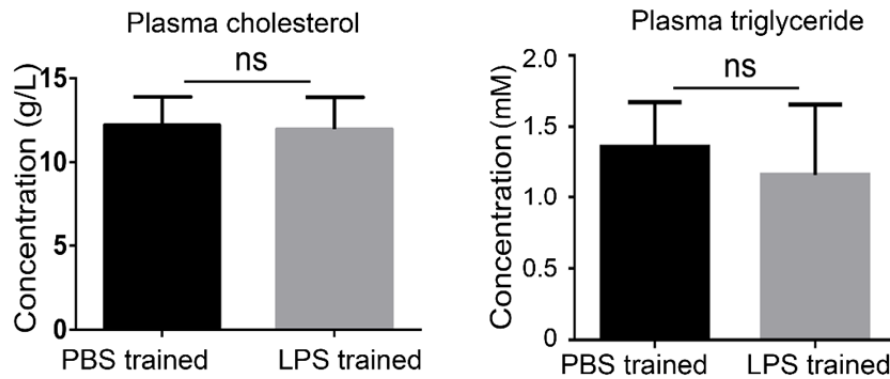 Plasma cholesterol
ns
Concentration (g/L)
15
10
5
0
PBS trained
LPS trained
Plasma triglyceride
ns
Concentration (mM)
2.0
1.5
1.0
0.5
0
PBS trained
LPS trained